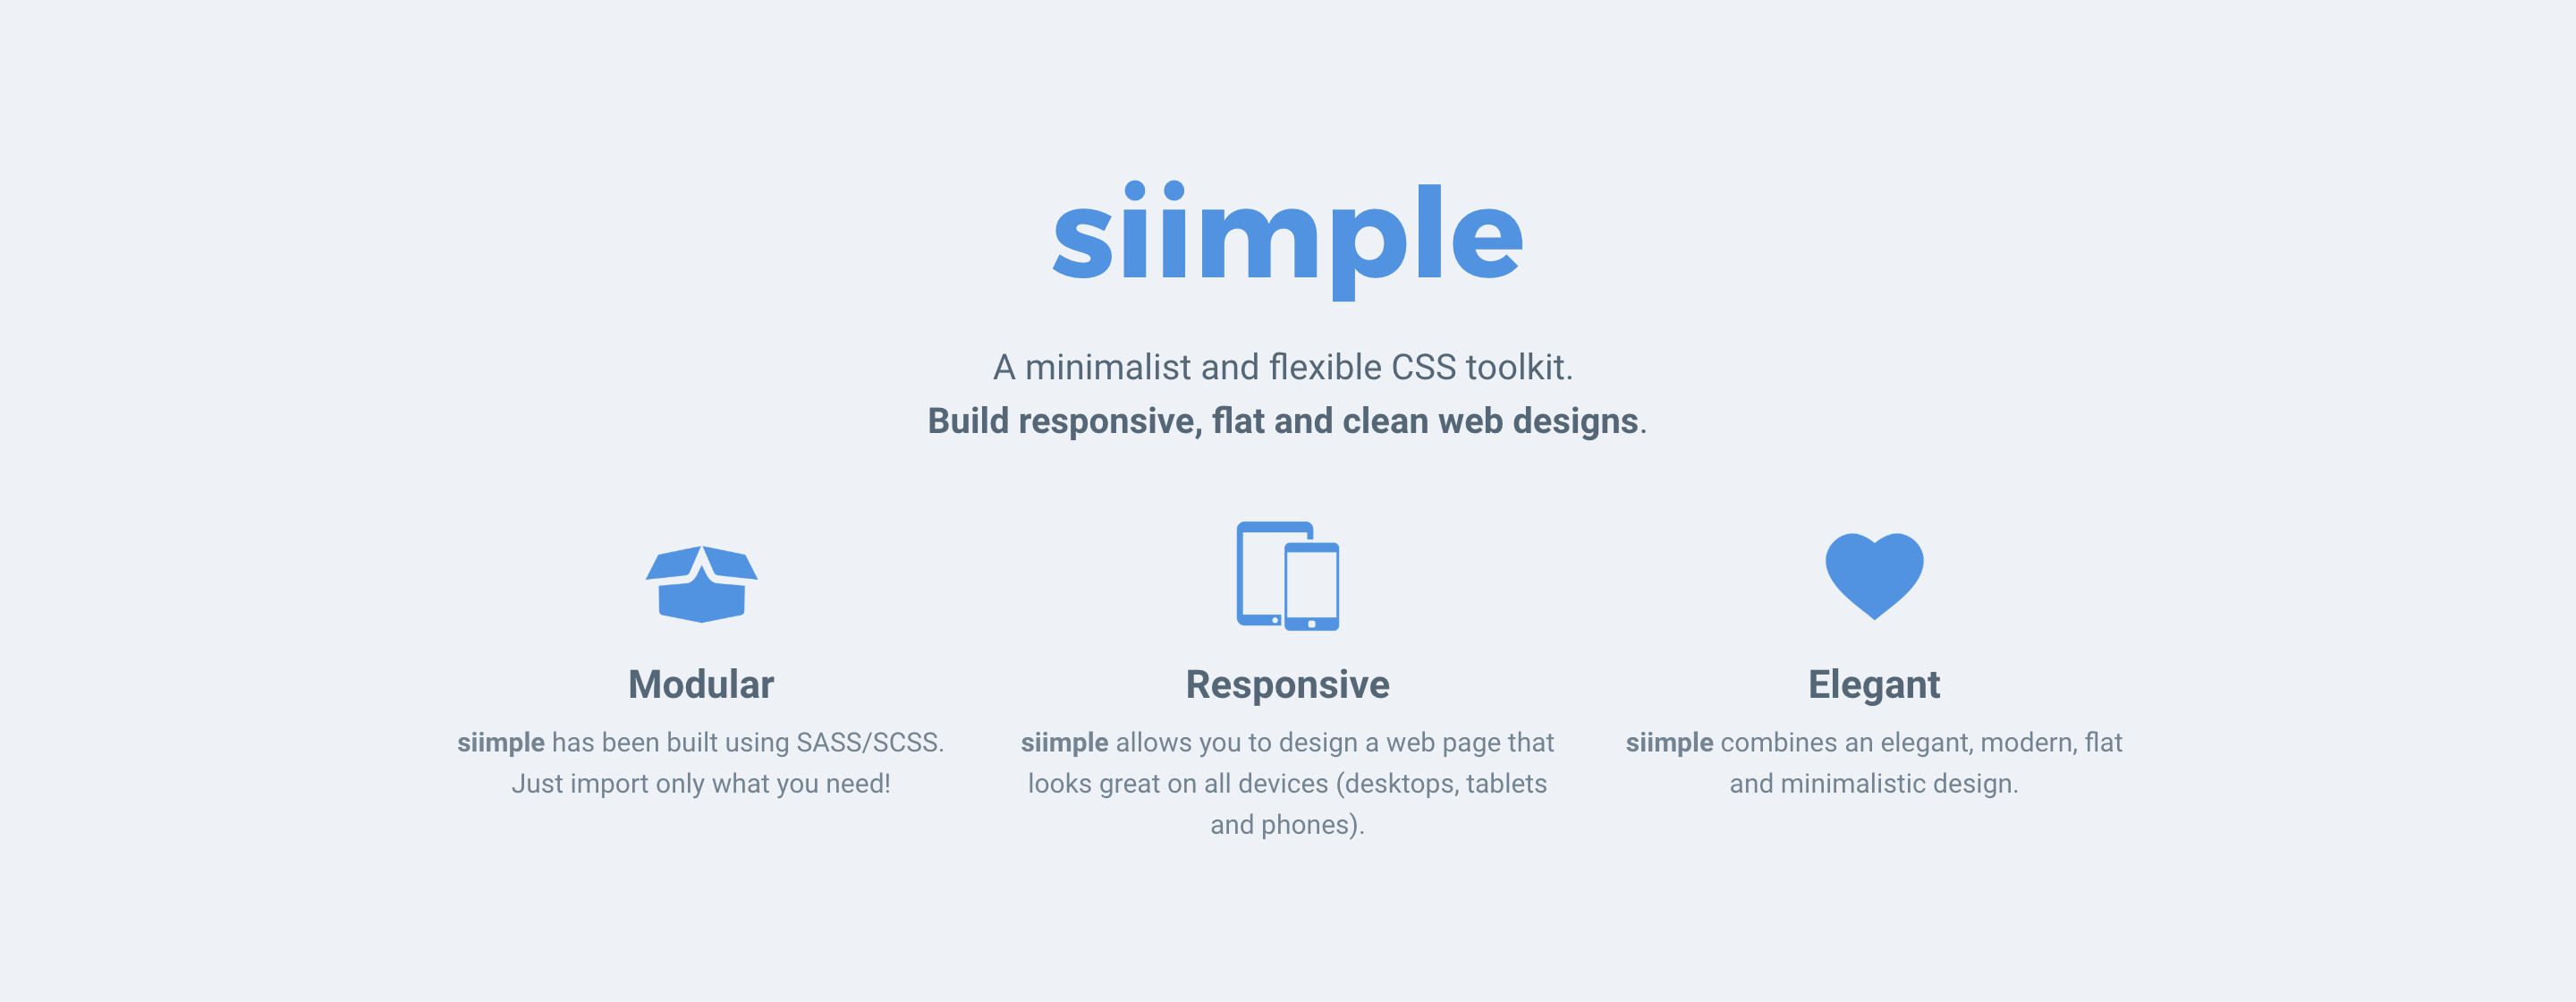 siimple
A minimalist and flexible CSS toolkit.
Build responsive, flat and clean web designs.
Modular
siimple has been built using SASS/SCSS.
Just import only what you need!
Responsive
siimple allows you to design a web page that
looks great on all devices (desktops, tablets
and phones).
Elegant
siimple combines an elegant, modern, flat
and minimalistic design.